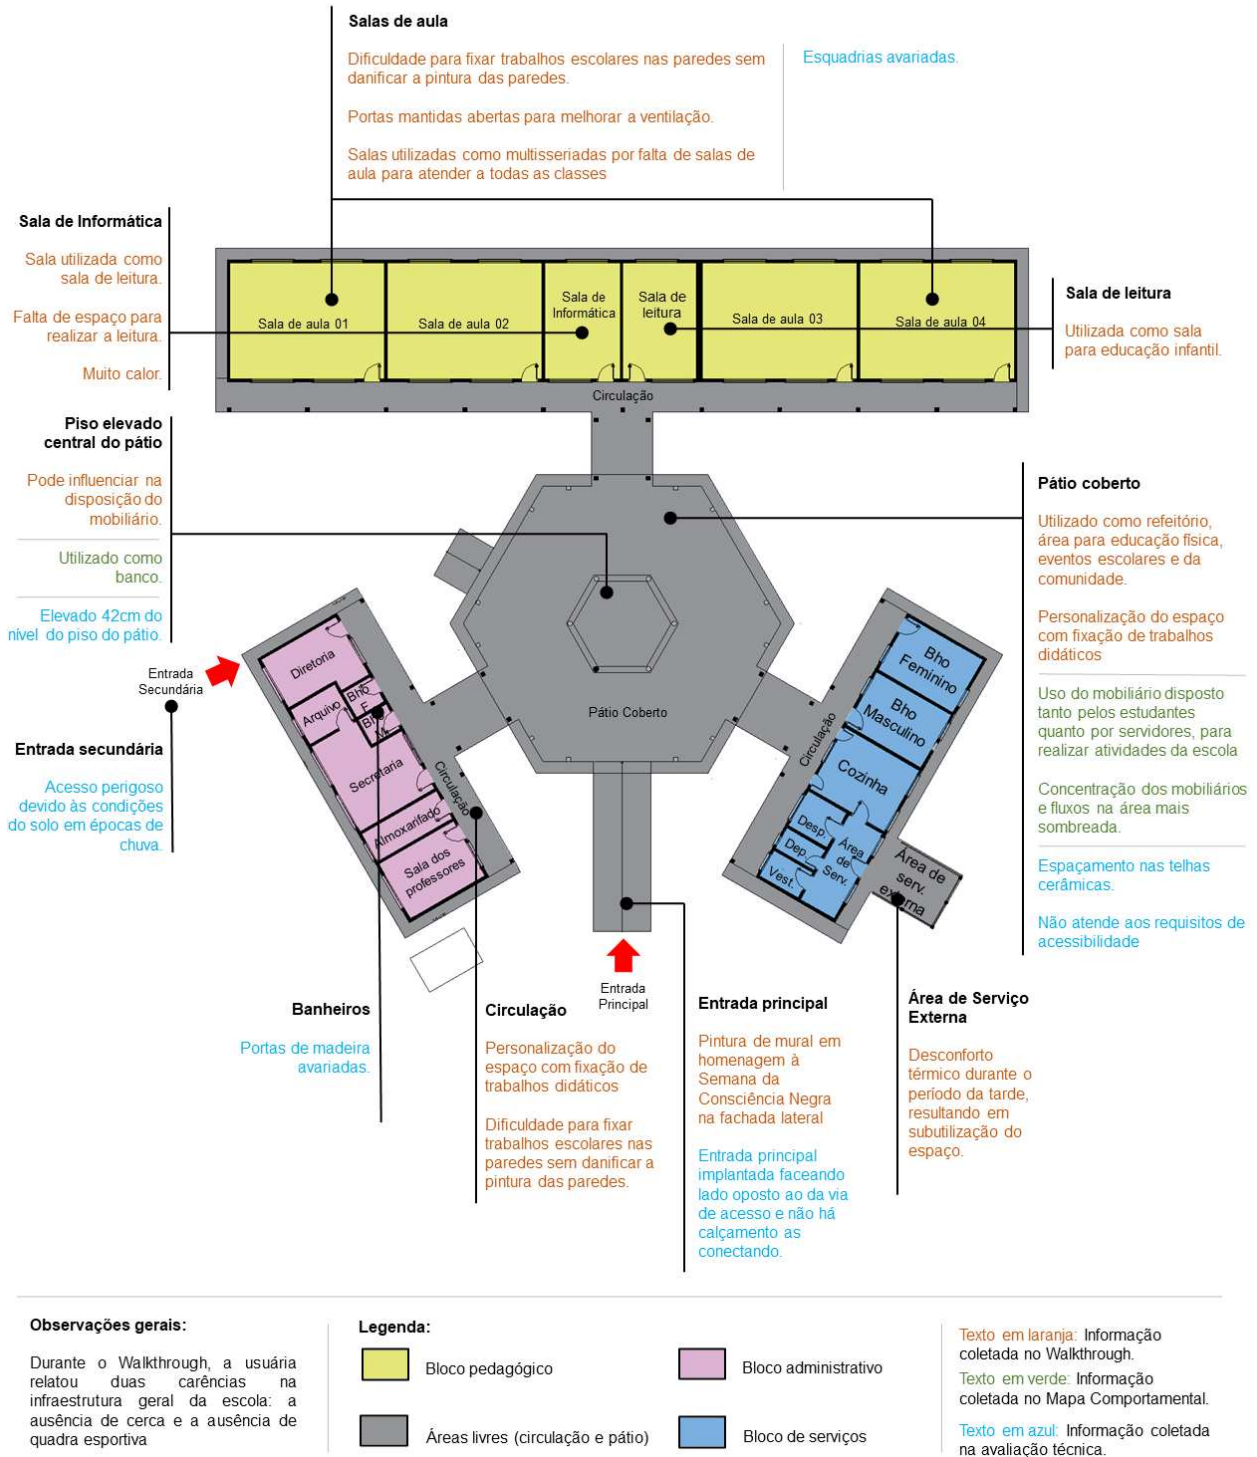 Salas de aula
Dificuldade para fixar trabalhos escolares nas paredes sem
danificar a pintura das paredes.
Portas mantidas abertas para melhorar a ventilação.
Salas utilizadas como multisseriadas por falta de salas de
aula para atender a todas as classes
Esquadrias avariadas.
Sala de Informática
Sala utilizada como
sala de leitura.
Falta de espaço para
realizar a leitura.
Muito calor.
Sala de aula 01
Sala de aula 02
Sala de
Informática
Sala de
leitura
Sala de aula 03
Sala de aula 04
Circulação
Sala de leitura
Utilizada como sala
para educação infantil.
Piso elevado
central do pátio
Pode influenciar na
disposição do
mobiliário.
Utilizado como
banco.
Elevado 42cm do
nível do piso do pátio.
Pátio coberto
Utilizado como refeitório,
área para educação física,
eventos escolares e da
comunidade.
Personalização do espaço
com fixação de trabalhos
didáticos
Uso do mobiliário disposto
tanto pelos estudantes
quanto por servidores, para
realizar atividades da escola
Concentração dos mobiliários
e fluxos na área mais
sombreada.
Espaçamento nas telhas
cerâmicas.
Não atende aos requisitos de
acessibilidade
Entrada
Secundária
Entrada secundária
Acesso perigoso
devido às condições
do solo em épocas de
chuva.
Diretoria
Arquivo
Bho
F.
Bho
M.
Secretaria
Circulação
Almoxarifado
Sala dos
professores
Pátio Coberto
Bho
Feminino
Bho
Masculino
Circulação
Cozinha
Desp.
Dep.
Vest.
Área
de
Serv.
Área de
serv.
externa
Entrada
Principal
Banheiros
Portas de madeira
avariadas.
Circulação
Personalização do
espaço com fixação de
trabalhos didáticos
Dificuldade para fixar
trabalhos escolares nas
paredes sem danificar a
pintura das paredes.
Entrada principal
Pintura de mural em
homenagem à
Semana da
Consciência Negra
na fachada lateral
Entrada principal
implantada faceando
lado oposto ao da via
de acesso e não há
calçamento as
conectando.
Área de Serviço
Externa
Desconforto
térmico durante o
período da tarde,
resultando em
subutilização do
espaço.
Observações gerais:
Durante o Walkthrough, a usuária
relatou duas carências na
infraestrutura geral da escola: a
ausência de cerca e a ausência de
quadra esportiva
Legenda:
Bloco pedagógico
Bloco administrativo
Áreas livres (circulação e pátio)
Bloco de serviços
Texto em laranja: Informação
coletada no Walkthrough.
Texto em verde: Informação
coletada no Mapa Comportamental.
Texto em azul: Informação coletada
na avaliação técnica.